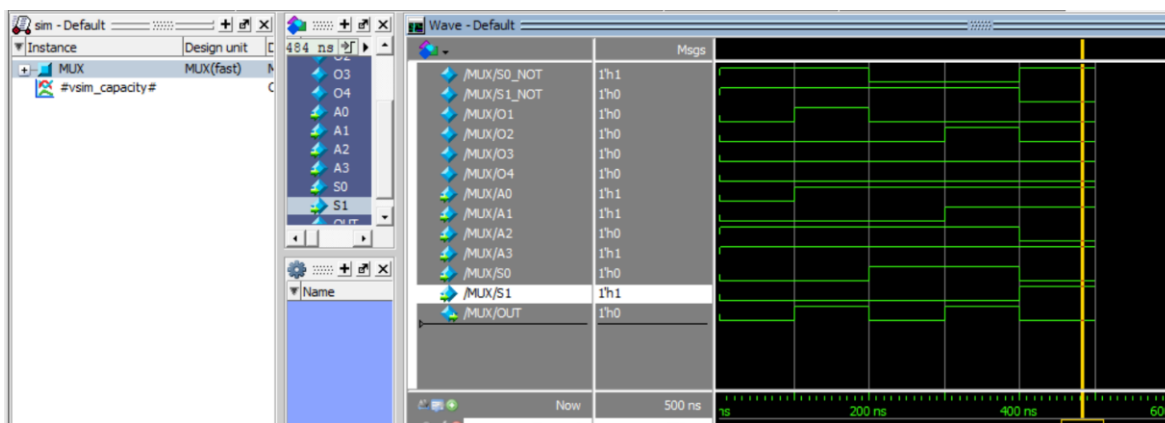 sim - Default
Instance Design unit
MUX MUX(fast)
#vsim_capacity#
484 ns
O3
O4
A0
A1
A2
A3
S0
S1
OUT
Name
Wave - Default
Msgs
/MUX/S0_NOT 1'h1
/MUX/S1_NOT 1'h0
/MUX/O1 1'h0
/MUX/O2 1'h0
/MUX/O3 1'h0
/MUX/O4 1'h0
/MUX/A0 1'h1
/MUX/A1 1'h1
/MUX/A2 1'h0
/MUX/A3 1'h1
/MUX/S0 1'h0
/MUX/S1 1'h1
/MUX/OUT 1'h0
Now 500 ns
ns 200 ns 400 ns 60